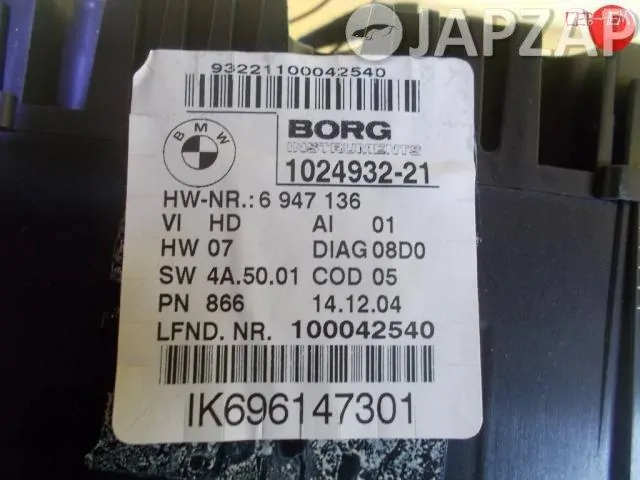 JAPZAP
93221100042540
BMW
BORG
INSTRUMENTS
1024932-21
HW-NR.: 6 947 136
VI HD AI 01
HW 07 DIAG 08D0
SW 4A.50.01 COD 05
PN 866 14.12.04
LFND. NR. 100042540
IK696147301